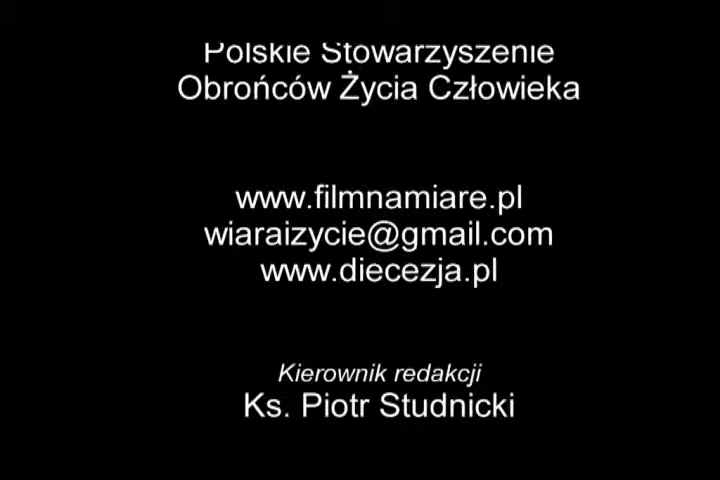 Polskie Stowarzyszenie
Obrońców Życia Człowieka
www.filmnamiare.pl
wiaraizycie@gmail.com
www.diecezja.pl
Kierownik redakcji
Ks. Piotr Studnicki